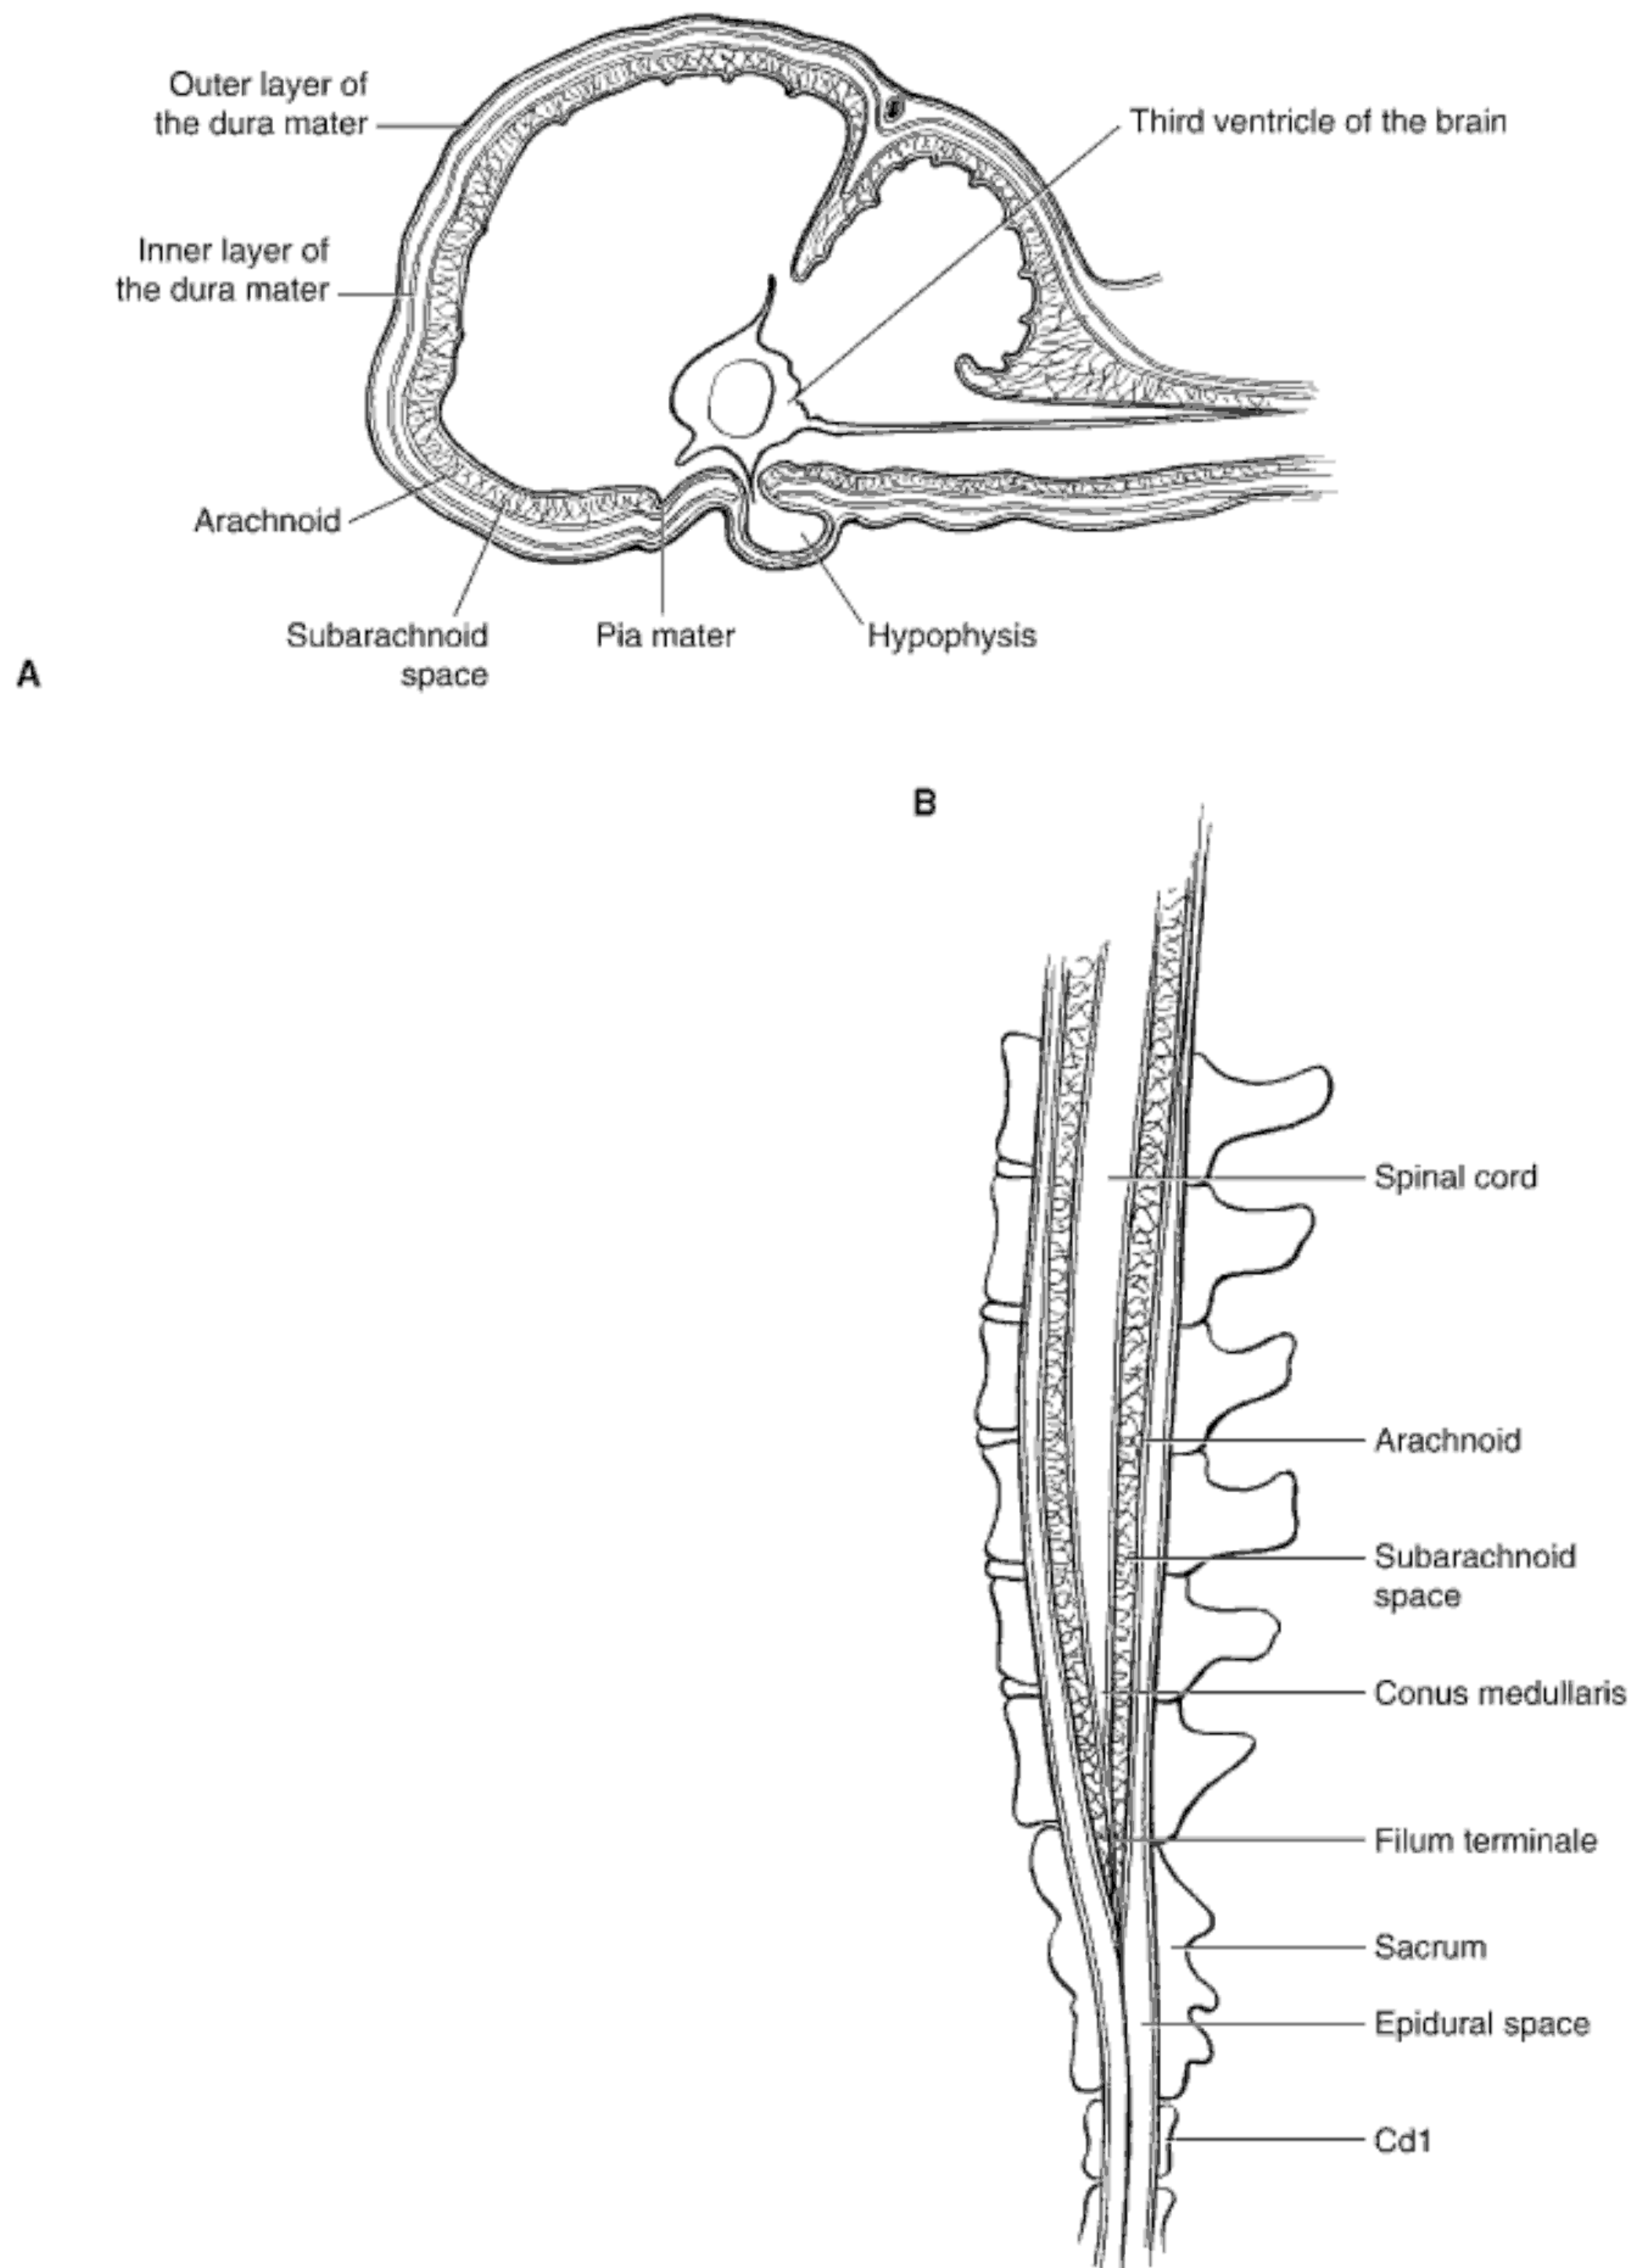 Outer layer of
the dura mater
Third ventricle of the brain
Inner layer of
the dura mater
Arachnoid
Subarachnoid
space
Pia mater
Hypophysis
A
B
Spinal cord
Arachnoid
Subarachnoid
space
Conus medullaris
Filum terminale
Sacrum
Epidural space
Cd1